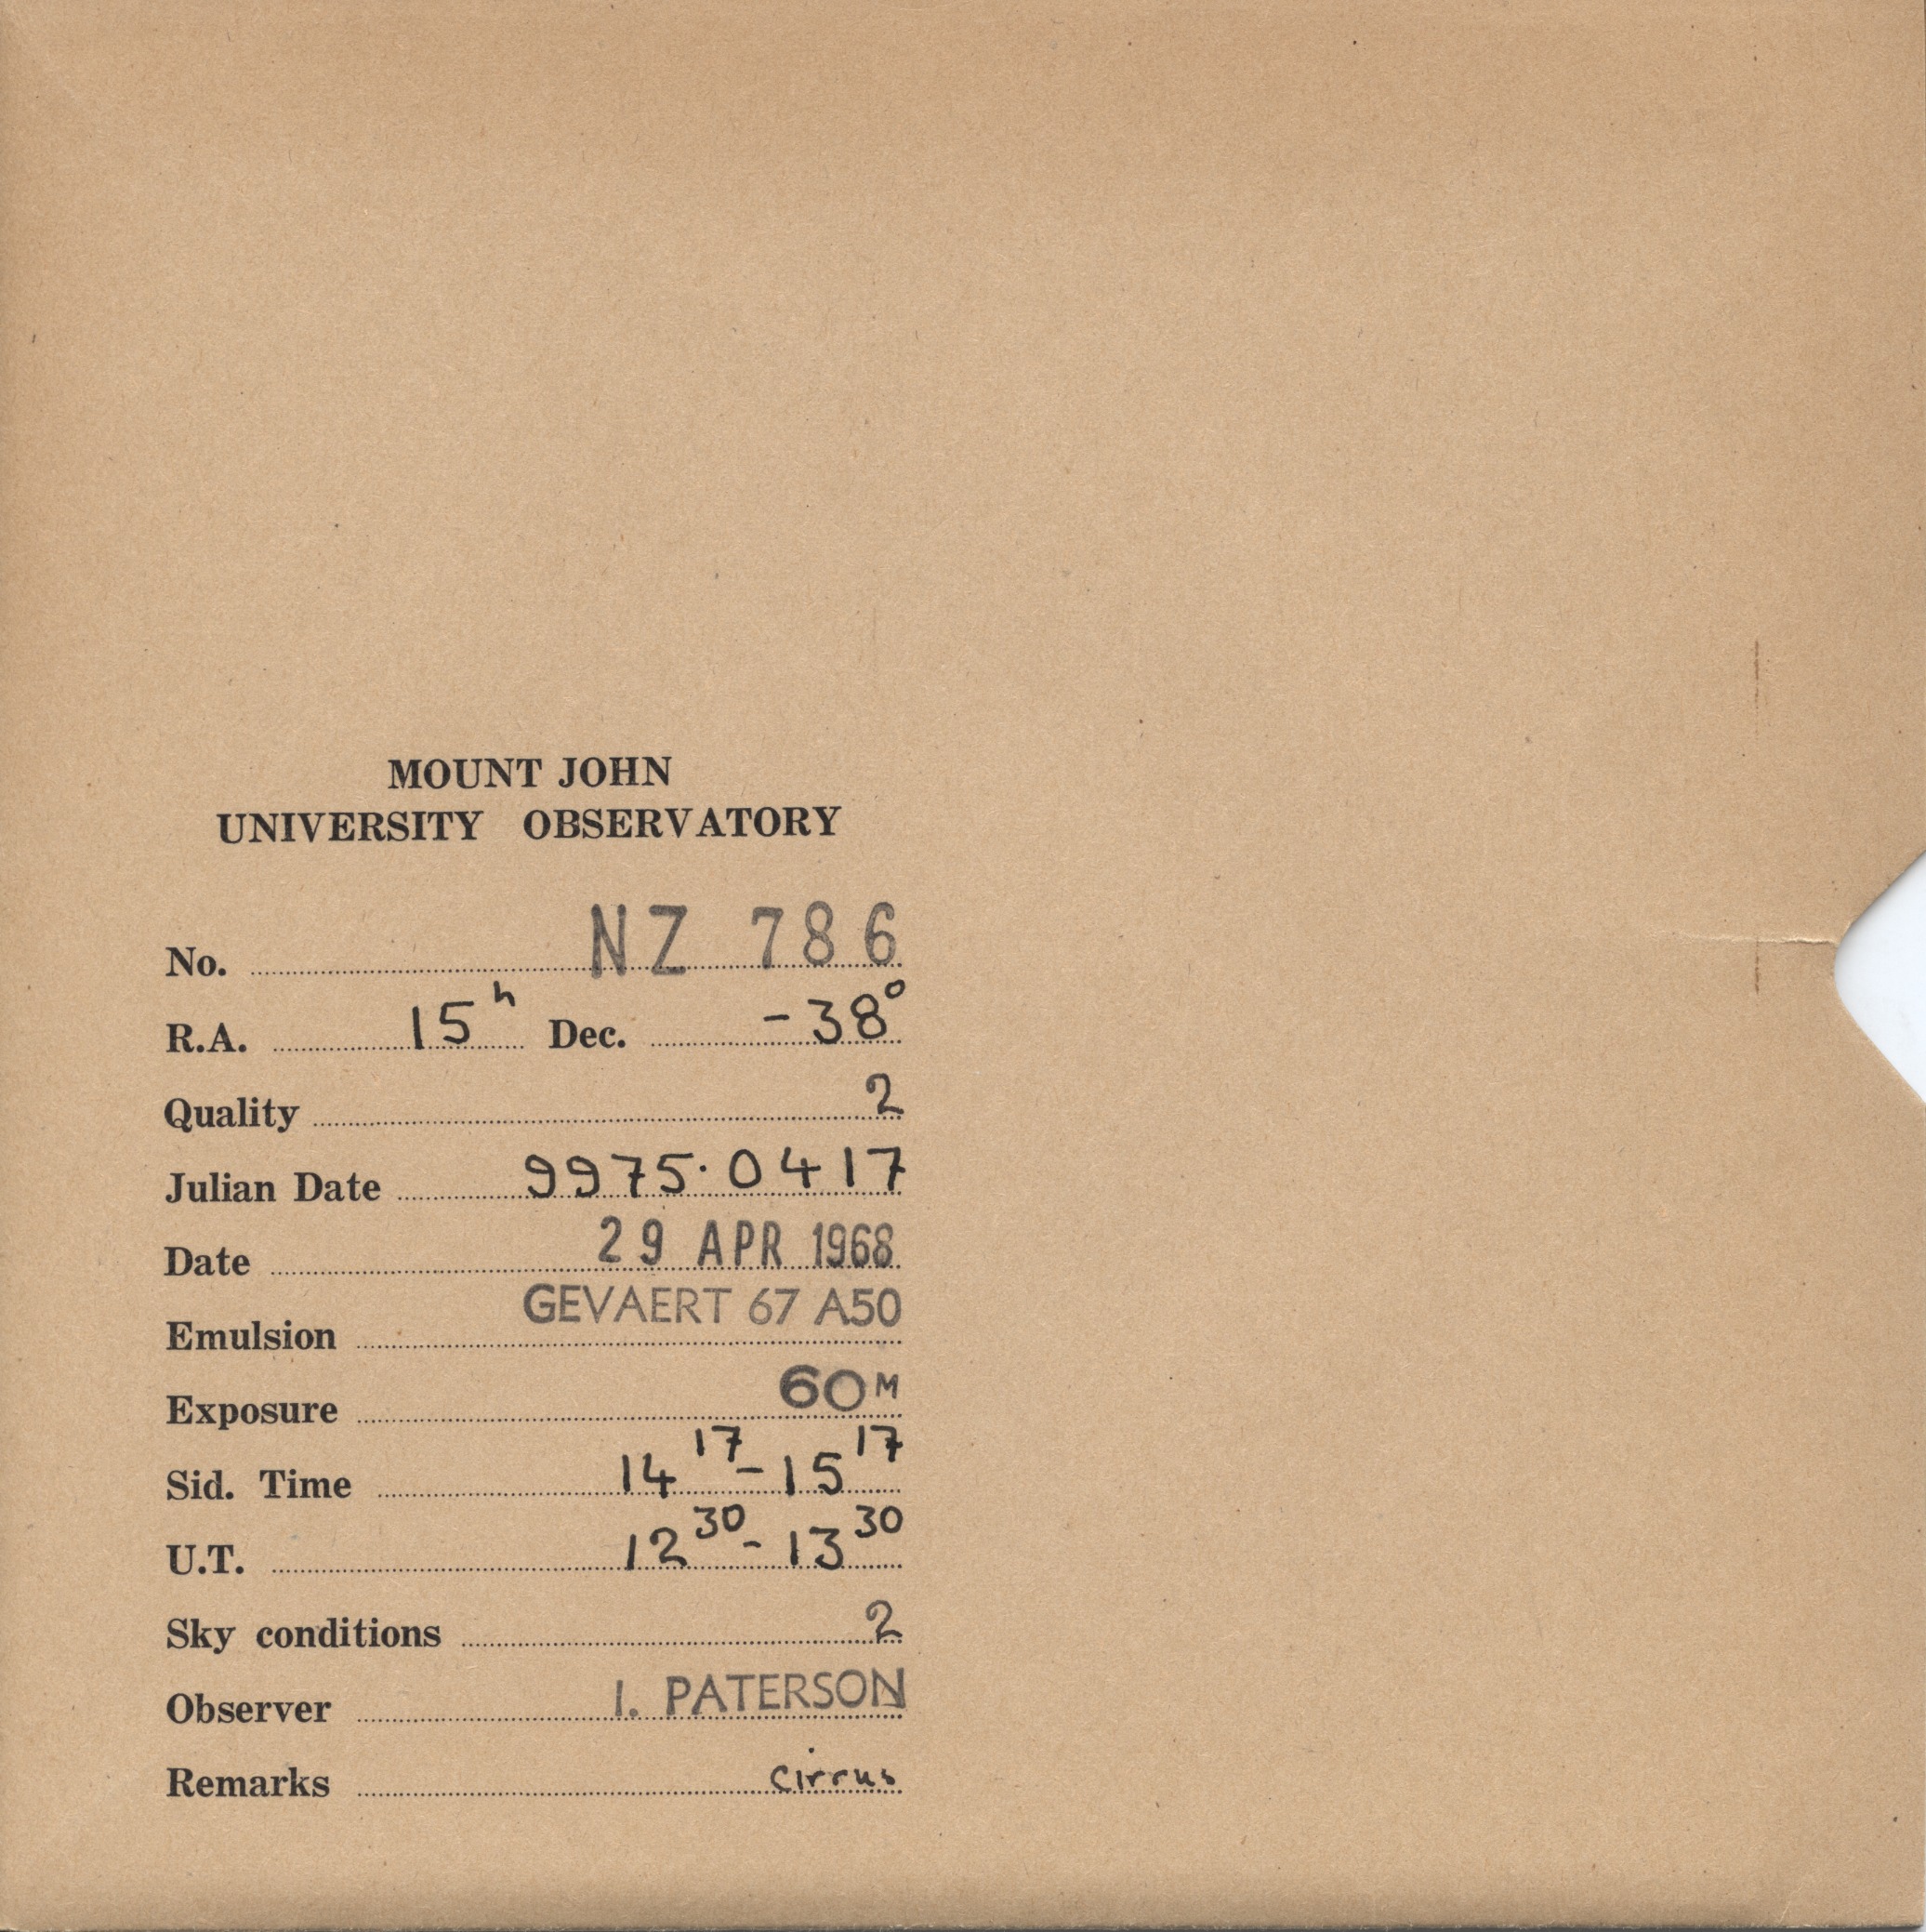 MOUNT JOHN
UNIVERSITY OBSERVATORY
No. NZ 786
R.A. 15h Dec. -38°
Quality 2
Julian Date 9975·0417
Date 29 APR 1968
Emulsion GEVAERT 67 A50
Exposure 60M
Sid. Time 14 17 - 15 17
U.T. 12 30 - 13 30
Sky conditions 2
Observer I. PATERSON
Remarks cirrus